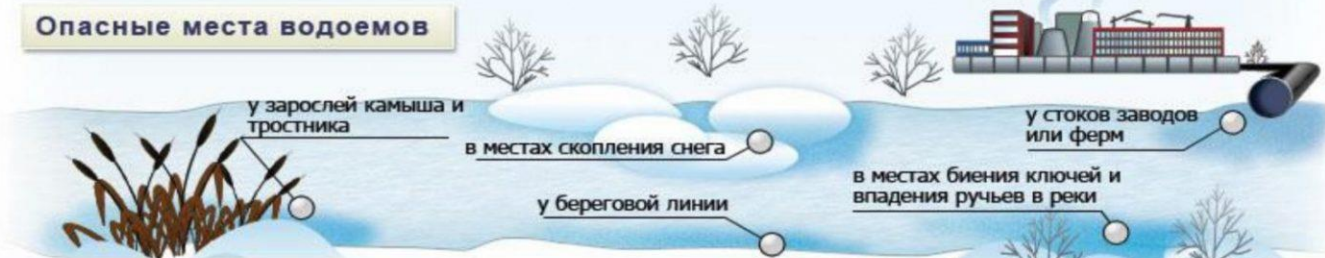 Опасные места водоемов
у зарослей камыша и
тростника
в местах скопления снега
у береговой линии
у стоков заводов
или ферм
в местах биения ключей и
впадения ручьев в реки